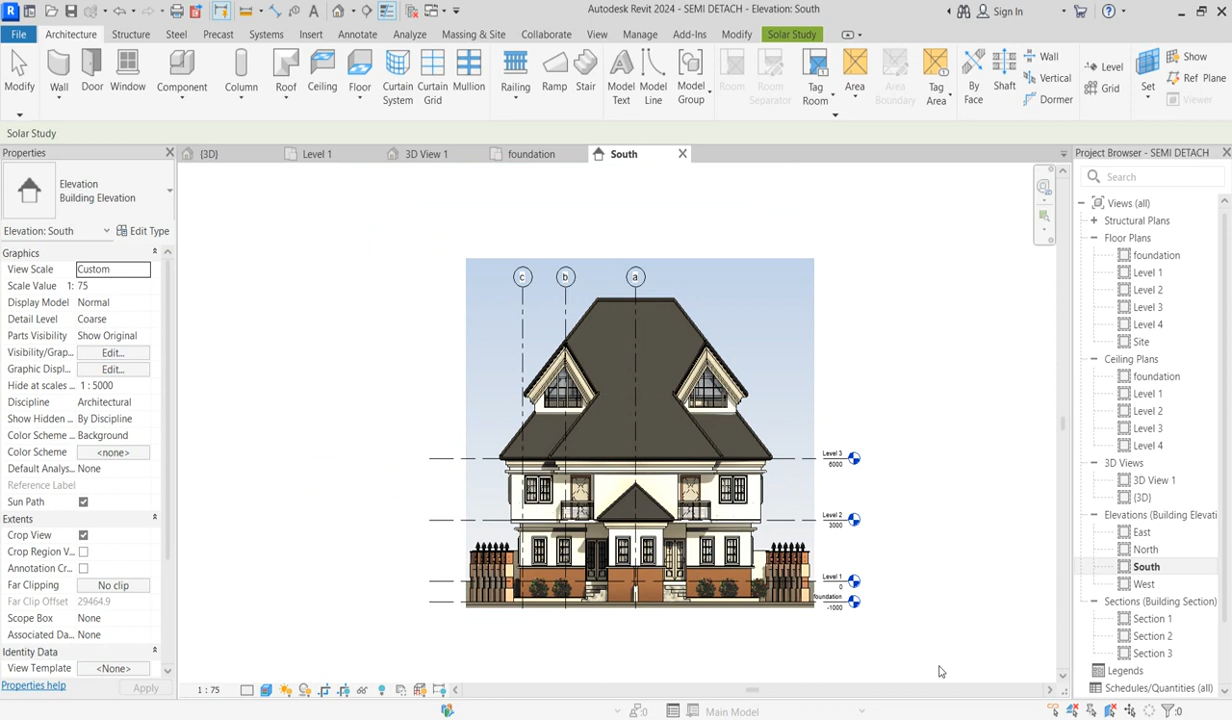 Autodesk Revit 2024 - SEMI DETACH - Elevation: South
Sign In
File
Architecture
Structure
Steel
Precast
Systems
Insert
Annotate
Analyze
Massing & Site
Collaborate
View
Manage
Add-Ins
Modify
Solar Study
Modify
Wall
Door
Window
Component
Column
Roof
Ceiling
Floor
Curtain System
Curtain Grid
Mullion
Railing
Ramp
Stair
Model Text
Model Line
Model Group
Room
Room Separator
Tag Room
Area
Area Boundary
Tag Area
By Face
Shaft
Wall
Vertical
Dormer
Level
Grid
Set
Show
Ref Plane
Viewer
Solar Study
Properties
{3D}
Level 1
3D View 1
foundation
South
Project Browser - SEMI DETACH
Elevation
Building Elevation
Elevation: South
Edit Type
Graphics
View Scale Custom
Scale Value 1: 75
Display Model Normal
Detail Level Coarse
Parts Visibility Show Original
Visibility/Grap... Edit...
Graphic Displ... Edit...
Hide at scales ... 1 : 5000
Discipline Architectural
Show Hidden ... By Discipline
Color Scheme ... Background
Color Scheme <none>
Default Analys... None
Reference Label
Sun Path
Extents
Crop View
Crop Region V...
Annotation Cr...
Far Clipping No clip
Far Clip Offset 29464.9
Scope Box None
Associated Da... None
Identity Data
View Template <None>
Properties help
Apply
c
b
a
Level 3
6000
Level 2
3000
Level 1
0
foundation
-1000
Search
Views (all)
Structural Plans
Floor Plans
foundation
Level 1
Level 2
Level 3
Level 4
Site
Ceiling Plans
foundation
Level 1
Level 2
Level 3
Level 4
3D Views
3D View 1
{3D}
Elevations (Building Elevati
East
North
South
West
Sections (Building Section)
Section 1
Section 2
Section 3
Legends
Schedules/Quantities (all)
1 : 75
:0
Main Model
:0